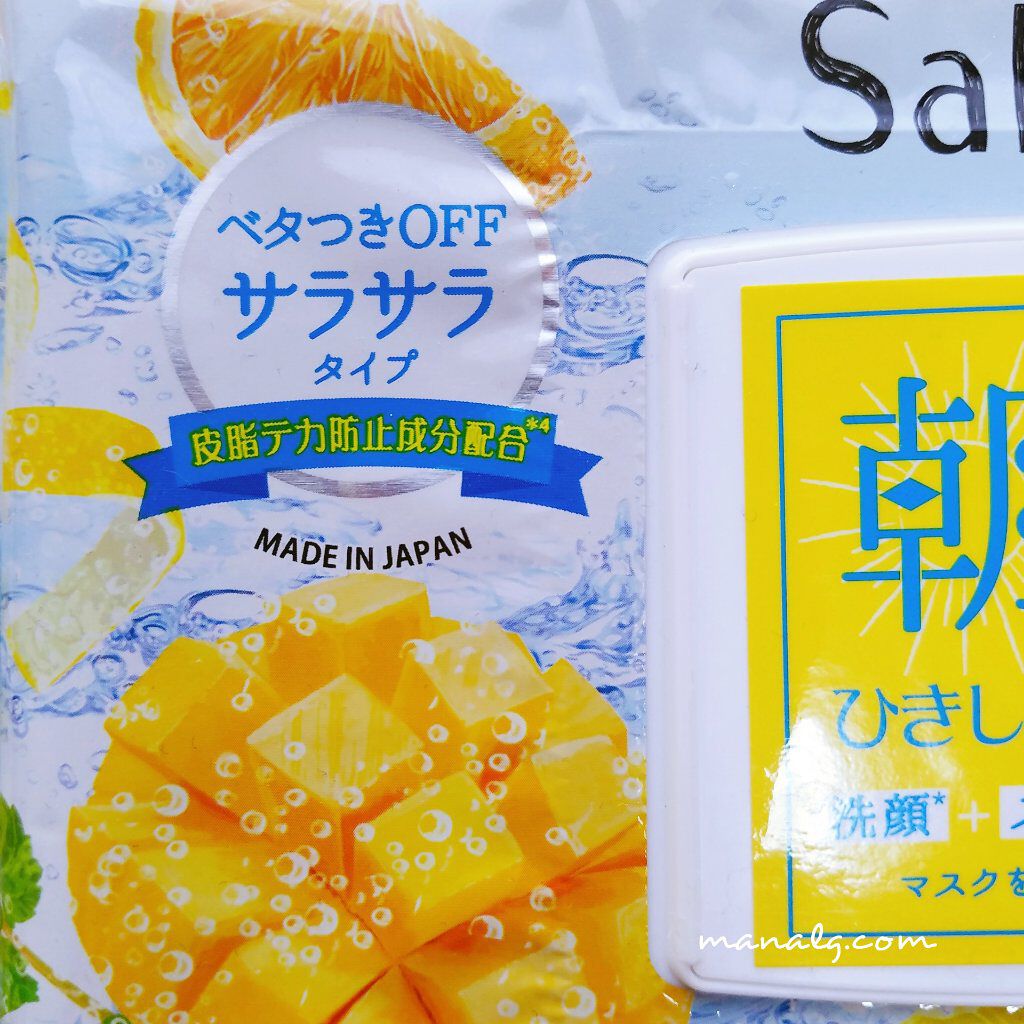 Sa
ベタつきOFF
サラサラ
タイプ
皮脂テカ防止成分配合*4
MADE IN JAPAN
朝
ひきし
洗顔*+
マスクを
manalg.com